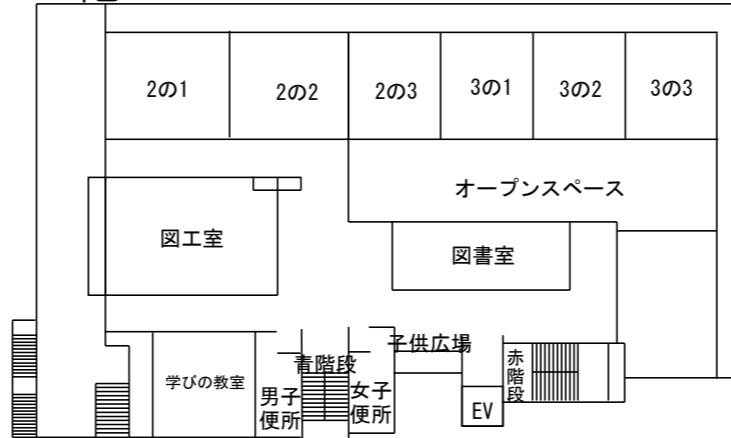 2の1
2の2
2の3
3の1
3の2
3の3
オープンスペース
図工室
図書室
子供広場
青階段
赤階段
学びの教室
男子
便所
女子
便所
EV